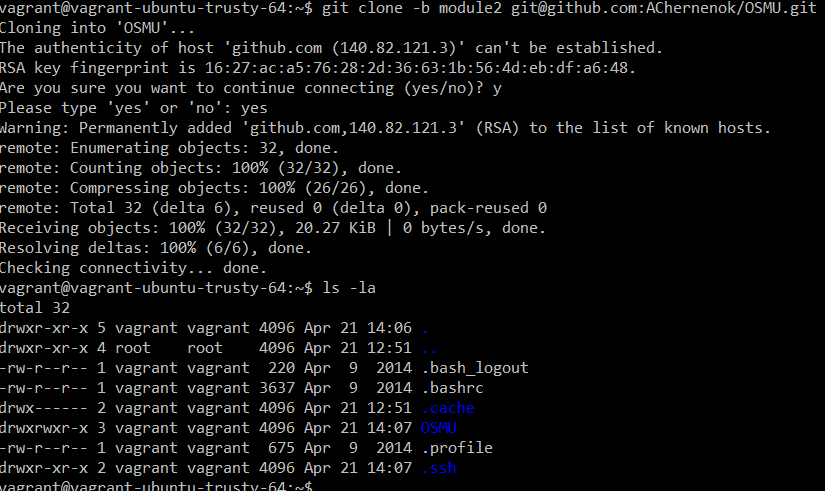 vagrant@vagrant-ubuntu-trusty-64:~$ git clone -b module2 git@github.com:AChernenok/OSMU.git
Cloning into 'OSMU'...
The authenticity of host 'github.com (140.82.121.3)' can't be established.
RSA key fingerprint is 16:27:ac:a5:76:28:2d:36:63:1b:56:4d:eb:df:a6:48.
Are you sure you want to continue connecting (yes/no)? y
Please type 'yes' or 'no': yes
Warning: Permanently added 'github.com,140.82.121.3' (RSA) to the list of known hosts.
remote: Enumerating objects: 32, done.
remote: Counting objects: 100% (32/32), done.
remote: Compressing objects: 100% (26/26), done.
remote: Total 32 (delta 6), reused 0 (delta 0), pack-reused 0
Receiving objects: 100% (32/32), 20.27 KiB | 0 bytes/s, done.
Resolving deltas: 100% (6/6), done.
Checking connectivity... done.
vagrant@vagrant-ubuntu-trusty-64:~$ ls -la
total 32
drwxr-xr-x 5 vagrant vagrant 4096 Apr 21 14:06 .
drwxr-xr-x 4 root    root    4096 Apr 21 12:51 ..
-rw-r--r-- 1 vagrant vagrant  220 Apr  9  2014 .bash_logout
-rw-r--r-- 1 vagrant vagrant 3637 Apr  9  2014 .bashrc
drwx------ 2 vagrant vagrant 4096 Apr 21 12:51 .cache
drwxrwxr-x 3 vagrant vagrant 4096 Apr 21 14:07 OSMU
-rw-r--r-- 1 vagrant vagrant  675 Apr  9  2014 .profile
drwxr-xr-x 2 vagrant vagrant 4096 Apr 21 14:07 .ssh
vagrant@vagrant-ubuntu-trusty-64:~$